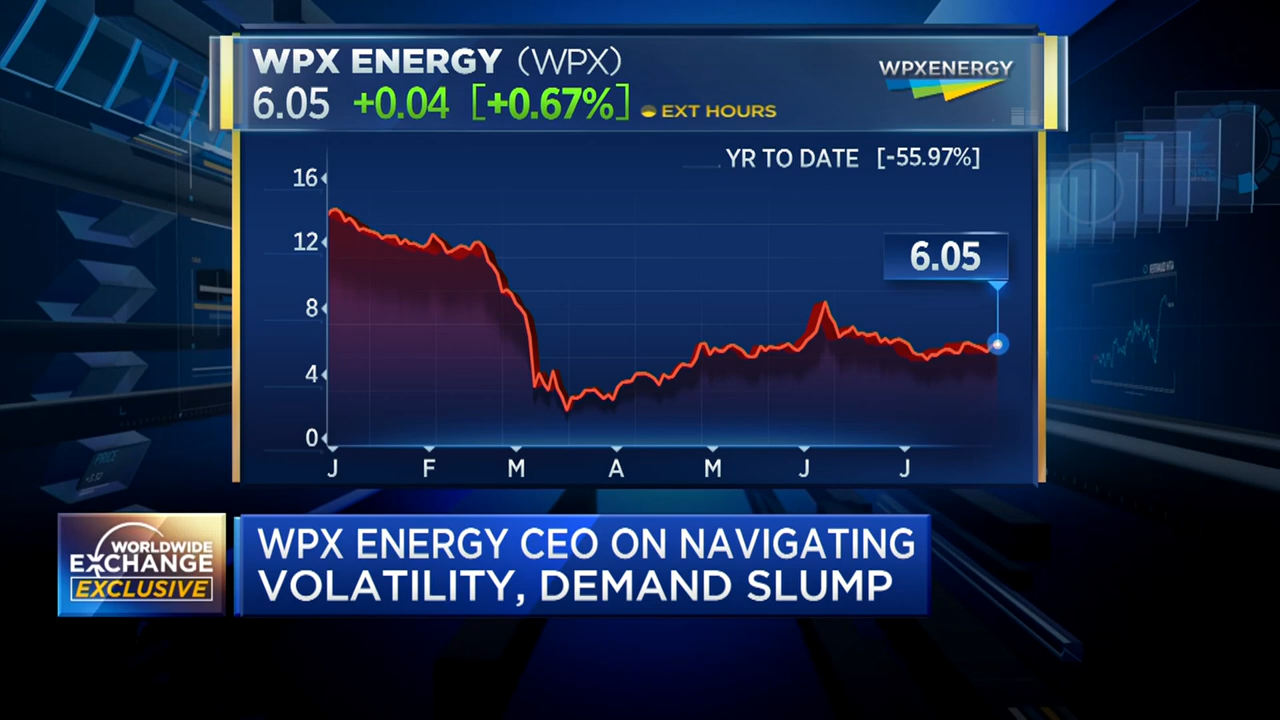 WPX ENERGY (WPX)
6.05 +0.04 [+0.67%] EXT HOURS
WPXENERGY
YR TO DATE [-55.97%]
16
12
8
4
0
6.05
J F M A M J J
WORLDWIDE
EXCHANGE
EXCLUSIVE
WPX ENERGY CEO ON NAVIGATING
VOLATILITY, DEMAND SLUMP
PRICE